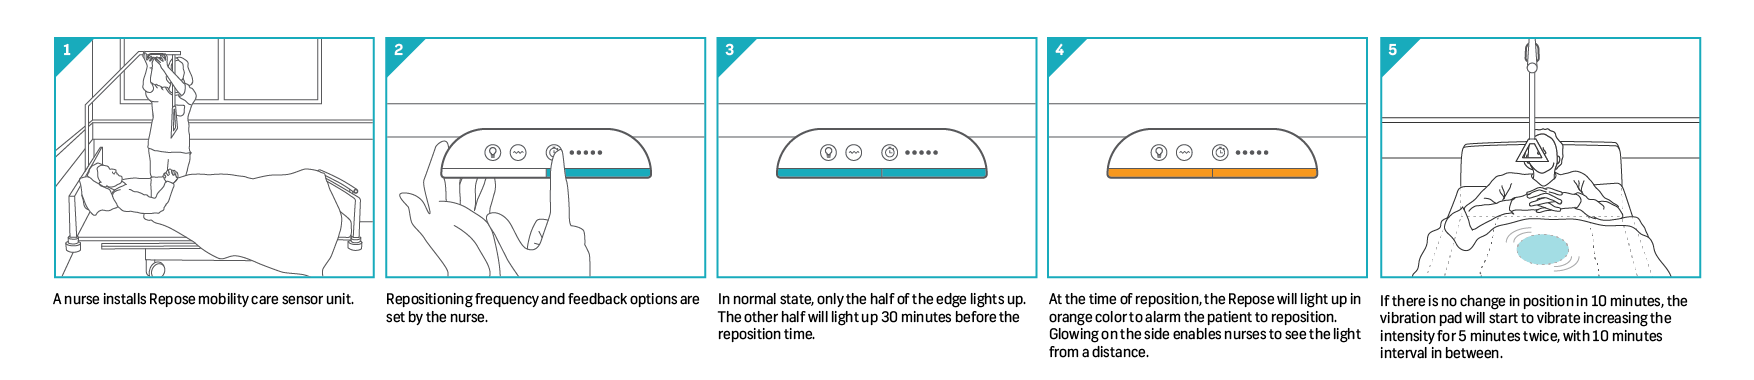 1
A nurse installs Repose mobility care sensor unit.
2
Repositioning frequency and feedback options are
set by the nurse.
3
In normal state, only the half of the edge lights up.
The other half will light up 30 minutes before the
reposition time.
4
At the time of reposition, the Repose will light up in
orange color to alarm the patient to reposition.
Glowing on the side enables nurses to see the light
from a distance.
5
If there is no change in position in 10 minutes, the
vibration pad will start to vibrate increasing the
intensity for 5 minutes twice, with 10 minutes
interval in between.